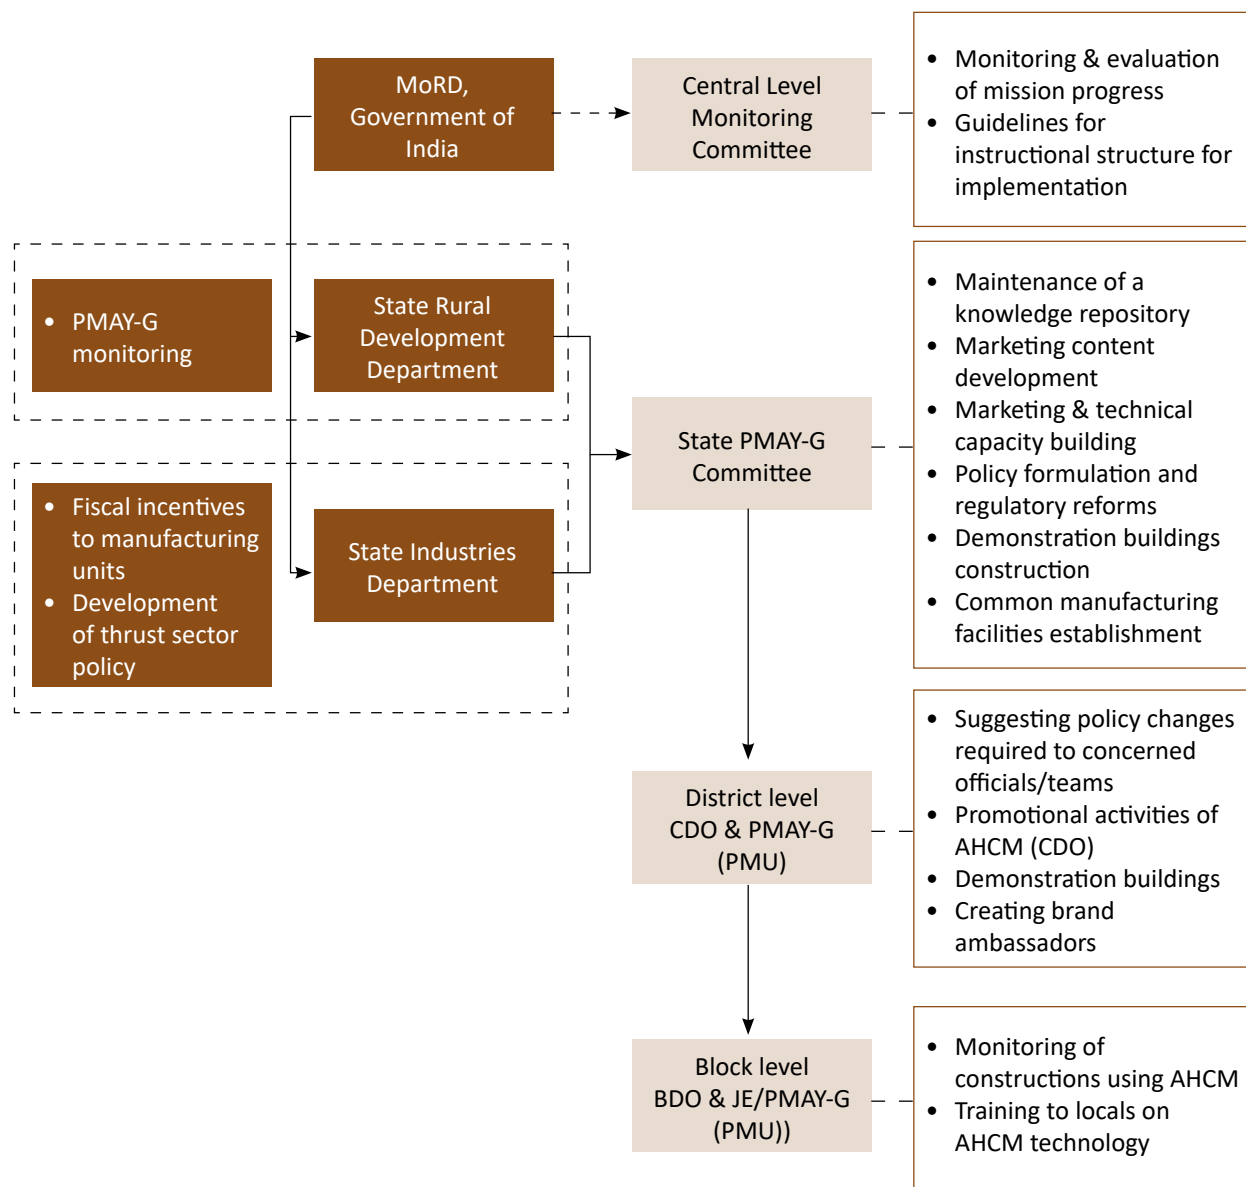 MoRD,
Government of
India
Central Level
Monitoring
Committee
• Monitoring & evaluation
of mission progress
• Guidelines for
instructional structure for
implementation
• PMAY-G
monitoring
State Rural
Development
Department
• Fiscal incentives
to manufacturing
units
• Development
of thrust sector
policy
State Industries
Department
State PMAY-G
Committee
• Maintenance of a
knowledge repository
• Marketing content
development
• Marketing & technical
capacity building
• Policy formulation and
regulatory reforms
• Demonstration buildings
construction
• Common manufacturing
facilities establishment
District level
CDO & PMAY-G
(PMU)
• Suggesting policy changes
required to concerned
officials/teams
• Promotional activities of
AHCM (CDO)
• Demonstration buildings
• Creating brand
ambassadors
Block level
BDO & JE/PMAY-G
(PMU))
• Monitoring of
constructions using AHCM
• Training to locals on
AHCM technology